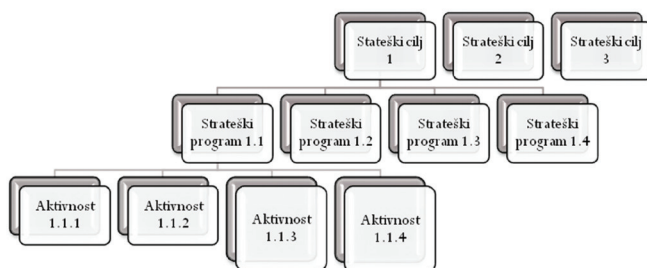 Stateški cilj
1
Strateški cilj
2
Strateški cilj
3
Strateški
program 1.1
Strateški
program 1.2
Strateški
program 1.3
Strateški
program 1.4
Aktivnost
1.1.1
Aktivnost
1.1.2
Aktivnost
1.1.3
Aktivnost
1.1.4